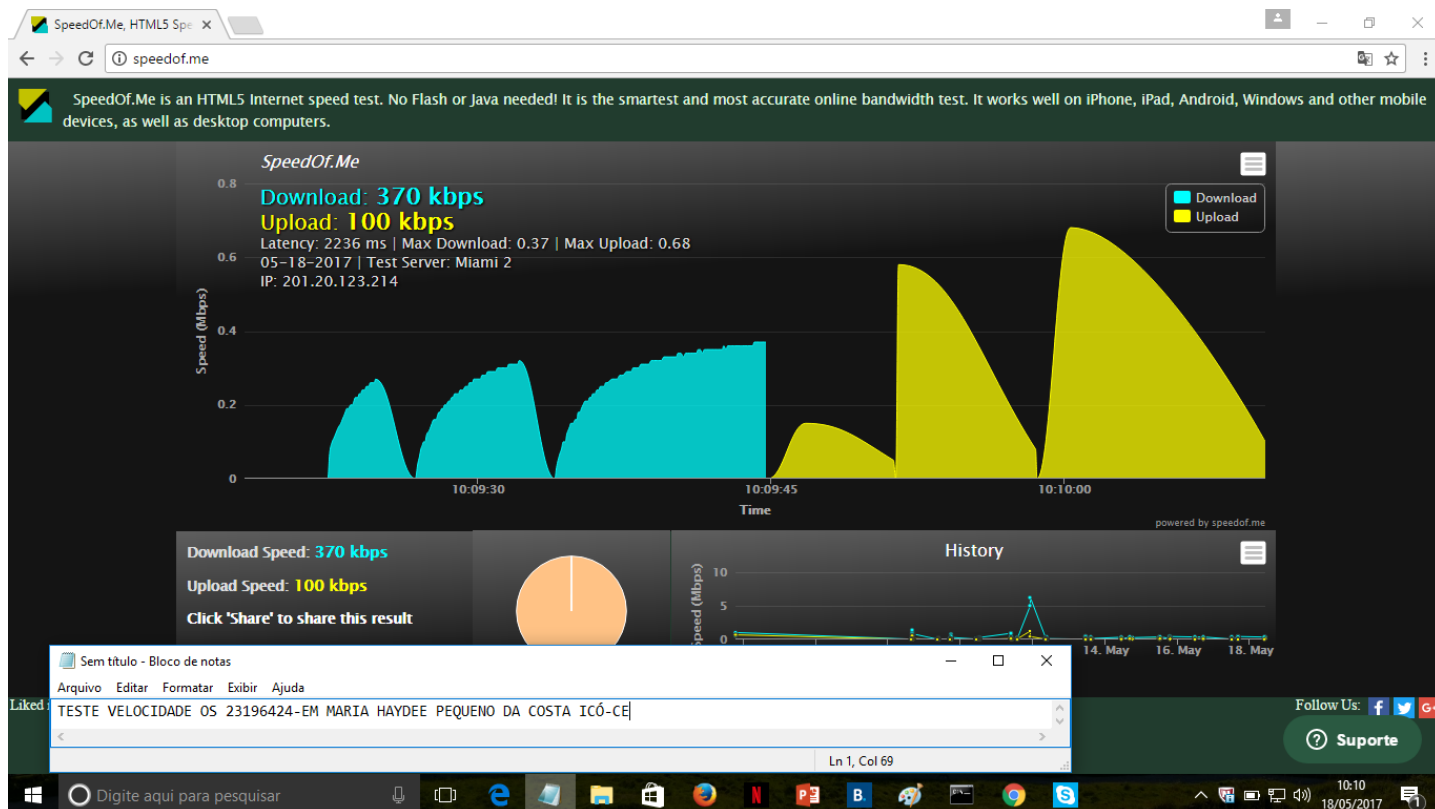 SpeedOf.Me, HTML5 Spe
speedof.me
SpeedOf.Me is an HTML5 Internet speed test. No Flash or Java needed! It is the smartest and most accurate online bandwidth test. It works well on iPhone, iPad, Android, Windows and other mobile
devices, as well as desktop computers.
SpeedOf.Me
Download: 370 kbps
Upload: 100 kbps
Latency: 2236 ms | Max Download: 0.37 | Max Upload: 0.68
05-18-2017 | Test Server: Miami 2
IP: 201.20.123.214
Download
Upload
Speed (Mbps)
0.8
0.6
0.4
0.2
0
10:09:30
10:09:45
10:10:00
Time
powered by speedof.me
Download Speed: 370 kbps
Upload Speed: 100 kbps
Click 'Share' to share this result
History
Speed (Mbps)
10
5
0
14. May
16. May
18. May
Sem título - Bloco de notas
Arquivo Editar Formatar Exibir Ajuda
TESTE VELOCIDADE OS 23196424-EM MARIA HAYDEE PEQUENO DA COSTA ICÓ-CE
Ln 1, Col 69
Liked
Follow Us:
Suporte
Digite aqui para pesquisar
10:10
18/05/2017